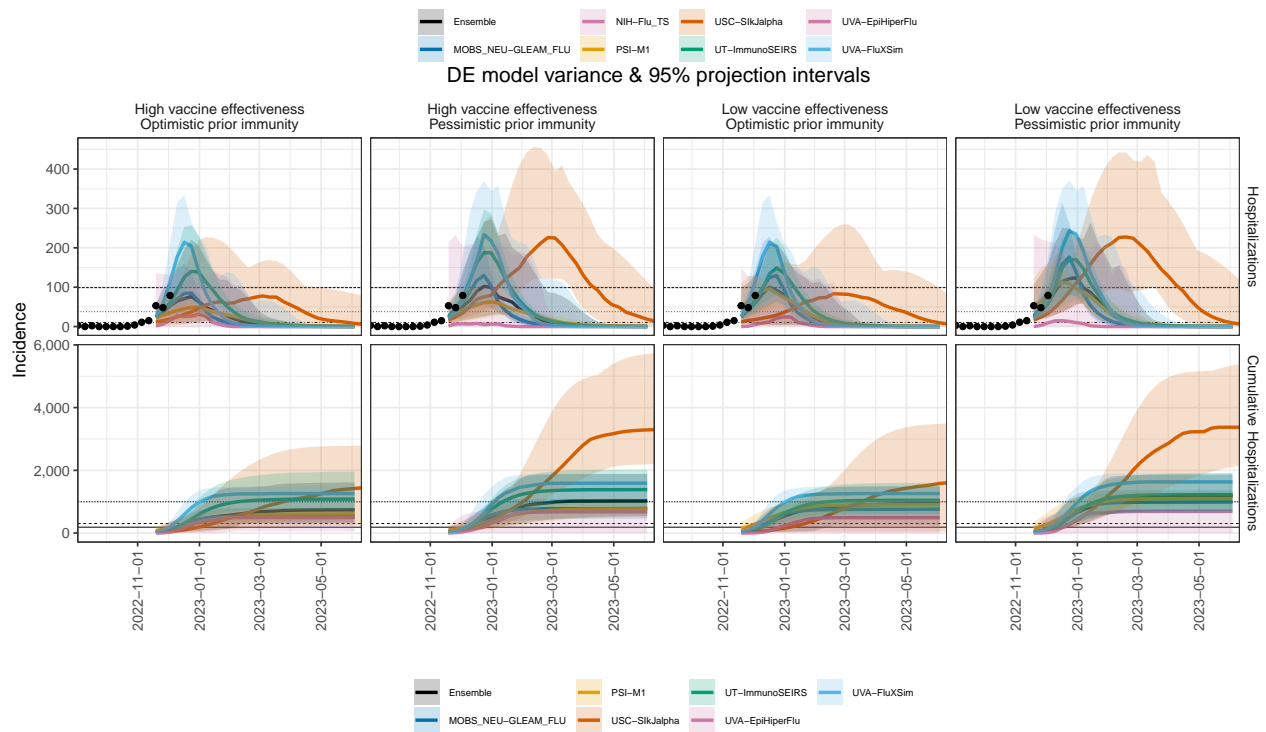 Ensemble NIH-Flu_TS USC-SIkJalpha UVA-EpiHiperFlu
MOBS_NEU-GLEAM_FLU PSI-M1 UT-ImmunoSEIRS UVA-FluXSim
DE model variance & 95% projection intervals
High vaccine effectiveness High vaccine effectiveness Low vaccine effectiveness Low vaccine effectiveness
Optimistic prior immunity Pessimistic prior immunity Optimistic prior immunity Pessimistic prior immunity
400
300
200
100
0
Hospitalizations
Incidence
6,000
4,000
2,000
0
Cumulative Hospitalizations
2022-11-01 2023-01-01 2023-03-01 2023-05-01 2022-11-01 2023-01-01 2023-03-01 2023-05-01 2022-11-01 2023-01-01 2023-03-01 2023-05-01 2022-11-01 2023-01-01 2023-03-01 2023-05-01
Ensemble PSI-M1 UT-ImmunoSEIRS UVA-FluXSim
MOBS_NEU-GLEAM_FLU USC-SIkJalpha UVA-EpiHiperFlu